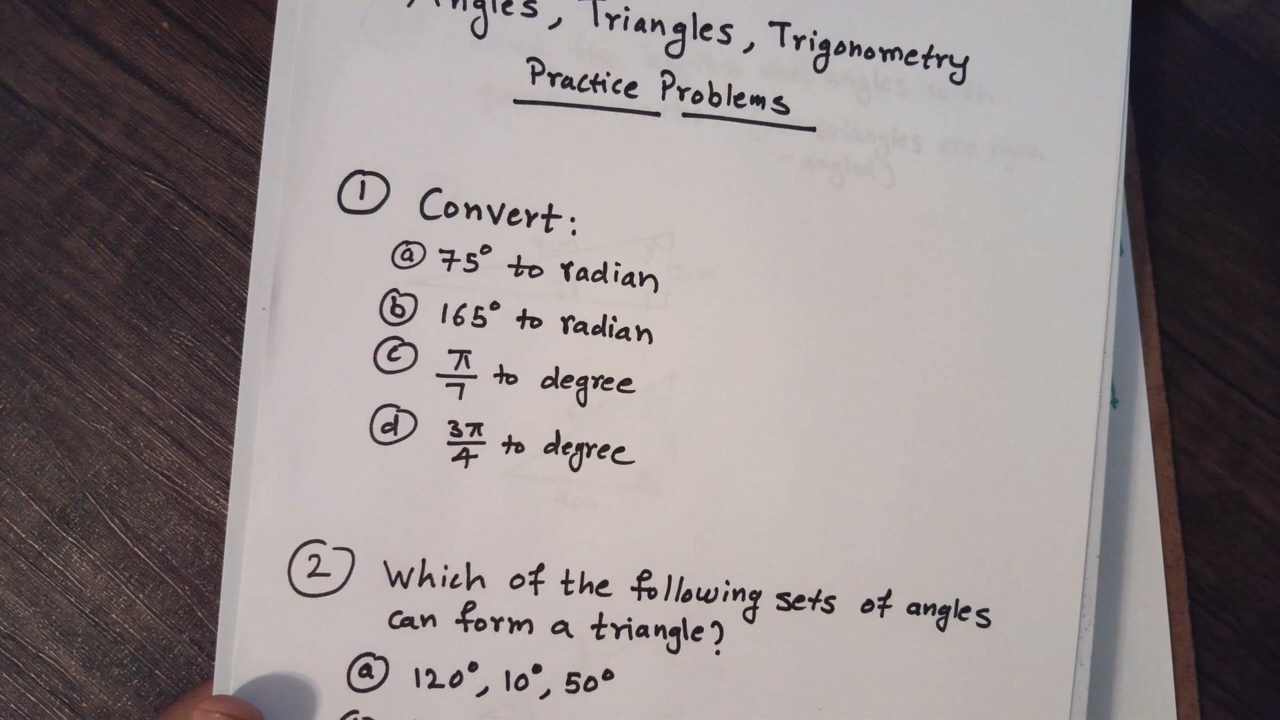 Angles, Triangles, Trigonometry
Practice Problems
① Convert:
ⓐ 75° to radian
ⓑ 165° to radian
ⓒ π/7 to degree
ⓓ 3π/4 to degree
② Which of the following sets of angles
can form a triangle?
ⓐ 120°, 10°, 50°